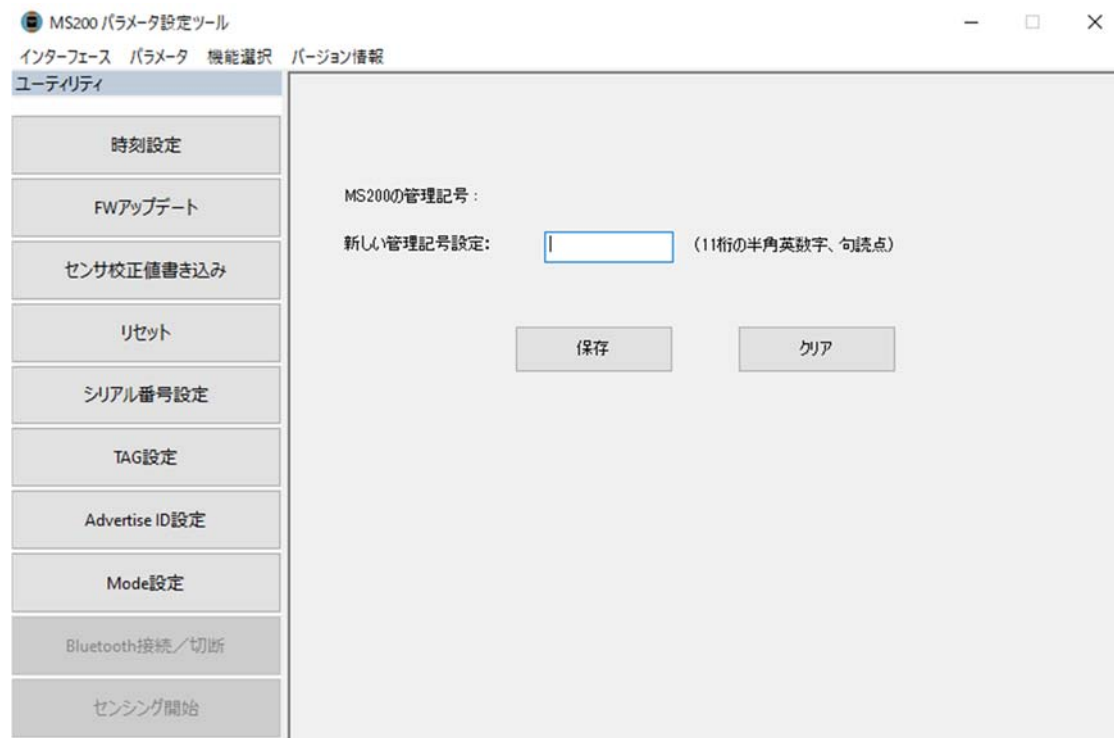 MS200 パラメータ設定ツール
インターフェース パラメータ 機能選択 バージョン情報
ユーティリティ
時刻設定
FWアップデート
センサ校正値書き込み
リセット
シリアル番号設定
TAG設定
Advertise ID設定
Mode設定
Bluetooth接続／切断
センシング開始
MS200の管理記号：
新しい管理記号設定: （11桁の半角英数字、句読点）
保存 クリア